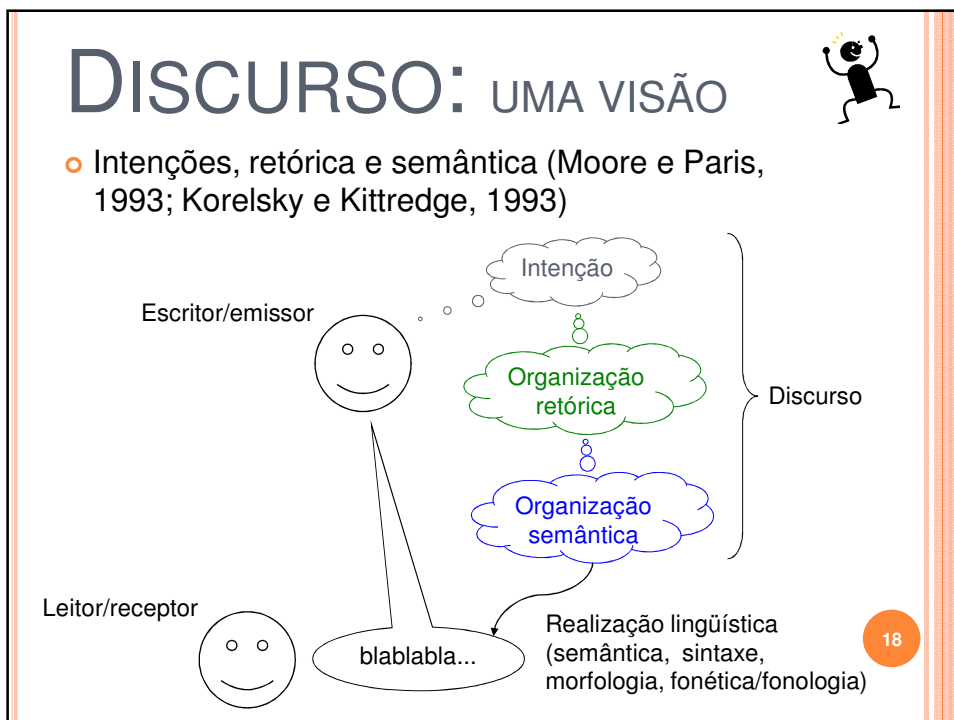 DISCURSO: UMA VISÃO
Intenções, retórica e semântica (Moore e Paris,
1993; Korelsky e Kittredge, 1993)
Intenção
Escritor/emissor
Organização
retórica
Discurso
Organização
semântica
Leitor/receptor
blablabla...
Realização lingüística
(semântica, sintaxe,
morfologia, fonética/fonologia)
18